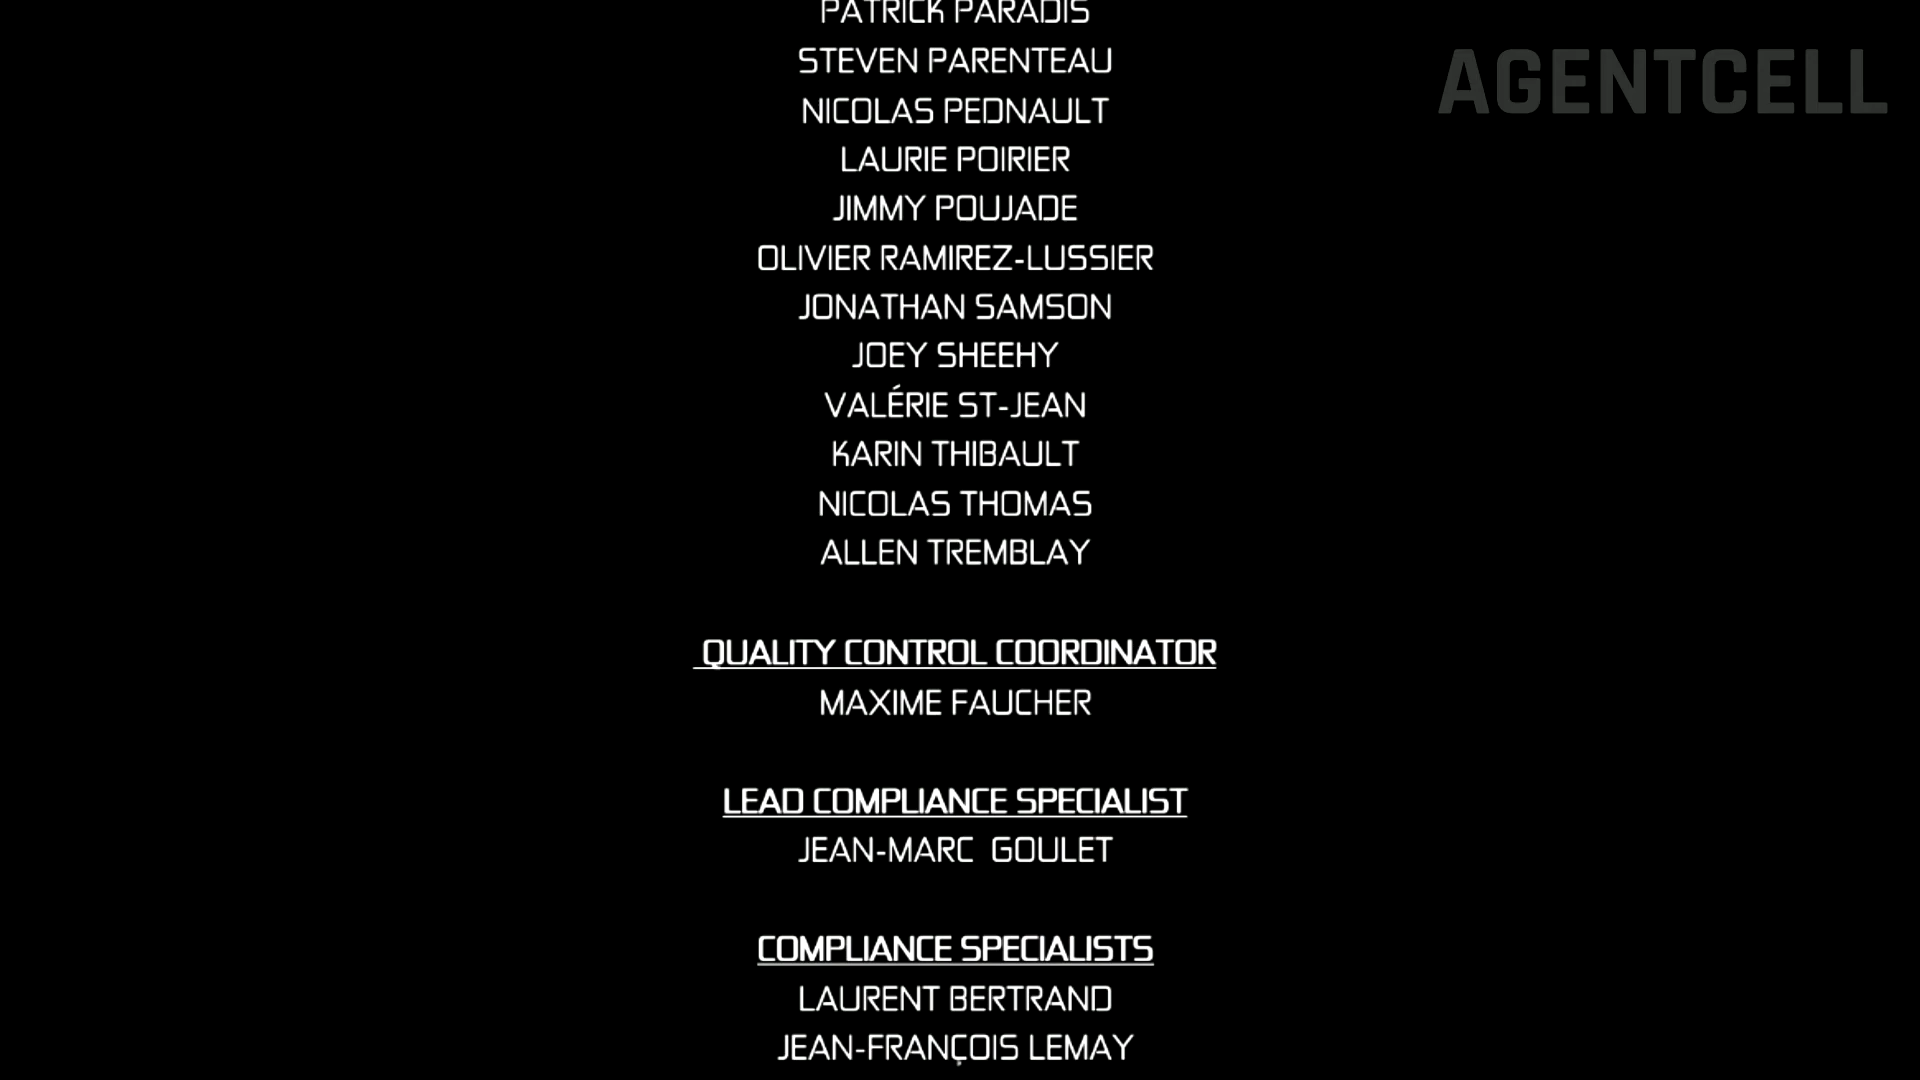 PATRICK PARADIS
STEVEN PARENTEAU
AGENTCELL
NICOLAS PEDNAULT
LAURIE POIRIER
JIMMY POUJADE
OLIVIER RAMIREZ-LUSSIER
JONATHAN SAMSON
JOEY SHEEHY
VALÉRIE ST-JEAN
KARIN THIBAULT
NICOLAS THOMAS
ALLEN TREMBLAY
QUALITY CONTROL COORDINATOR
MAXIME FAUCHER
LEAD COMPLIANCE SPECIALIST
JEAN-MARC  GOULET
COMPLIANCE SPECIALISTS
LAURENT BERTRAND
JEAN-FRANÇOIS LEMAY